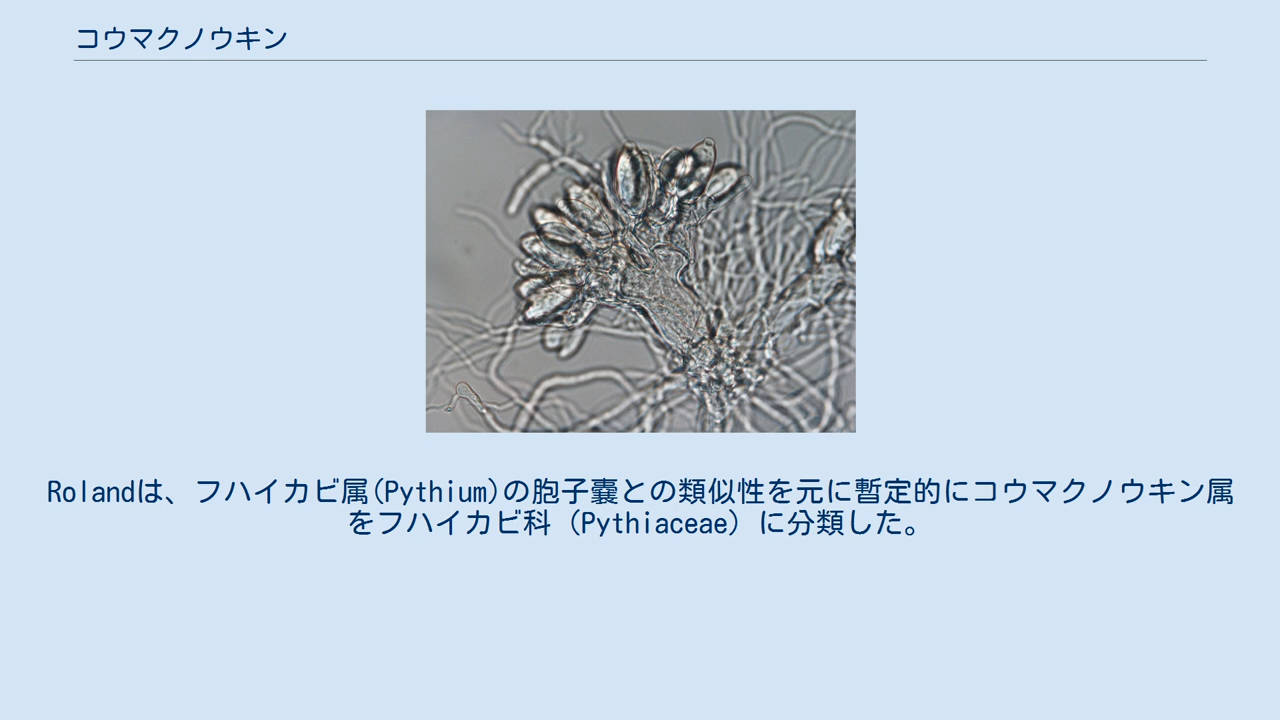 コウマクノウキン
Rolandは、フハイカビ属(Pythium)の胞子嚢との類似性を元に暫定的にコウマクノウキン属
をフハイカビ科（Pythiaceae）に分類した。